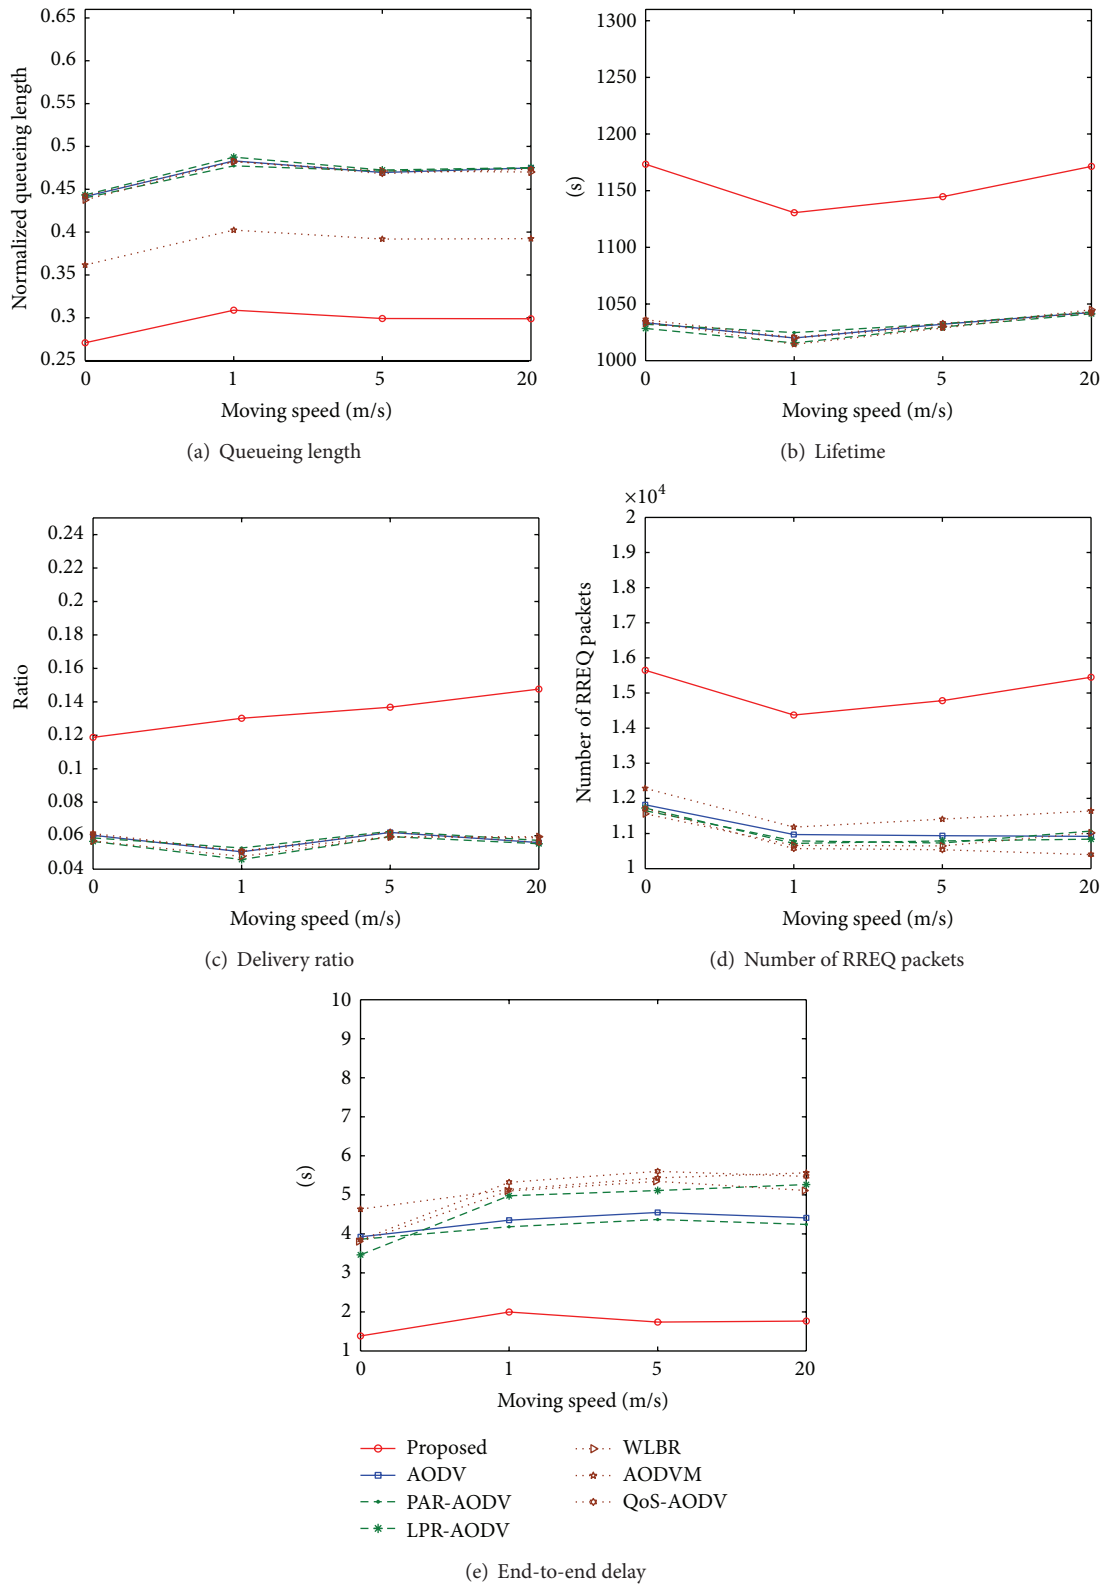 0.65
0.6
0.55
0.5
0.45
0.4
0.35
0.3
0.25
Normalized queueing length
0 1 5 20
Moving speed (m/s)
(a) Queueing length
1300
1250
1200
1150
1100
1050
1000
(s)
0 1 5 20
Moving speed (m/s)
(b) Lifetime
0.24
0.22
0.2
0.18
0.16
0.14
0.12
0.1
0.08
0.06
0.04
Ratio
0 1 5 20
Moving speed (m/s)
(c) Delivery ratio
×10⁴
2
1.9
1.8
1.7
1.6
1.5
1.4
1.3
1.2
1.1
1
Number of RREQ packets
0 1 5 20
Moving speed (m/s)
(d) Number of RREQ packets
10
9
8
7
6
5
4
3
2
1
(s)
0 1 5 20
Moving speed (m/s)
Proposed
AODV
PAR-AODV
LPR-AODV
WLBR
AODVM
QoS-AODV
(e) End-to-end delay